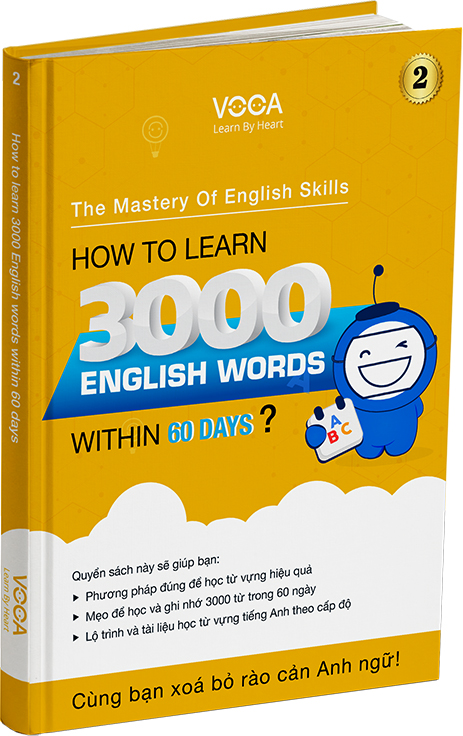 2
How to learn 3000 English words within 60 days
VOCA
Learn By Heart
2
VOCA
Learn By Heart
The Mastery Of English Skills
HOW TO LEARN
3000
ENGLISH WORDS
WITHIN 60 DAYS ?
A
B C
Quyển sách này sẽ giúp bạn:
▶ Phương pháp đúng để học từ vựng hiệu quả
▶ Mẹo để học và ghi nhớ 3000 từ trong 60 ngày
▶ Lộ trình và tài liệu học từ vựng tiếng Anh theo cấp độ
Cùng bạn xoá bỏ rào cản Anh ngữ!